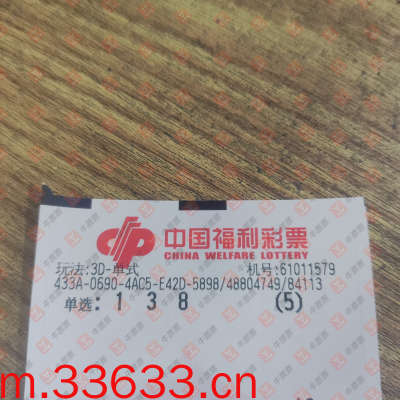 中国福利彩票
CHINA WELFARE LOTTERY
玩法:3D-单式 机号:61011579
433A-0690-4AC5-E42D-5898/48804749/84113
单选: 1 3 8 (5)
m.33633.cn